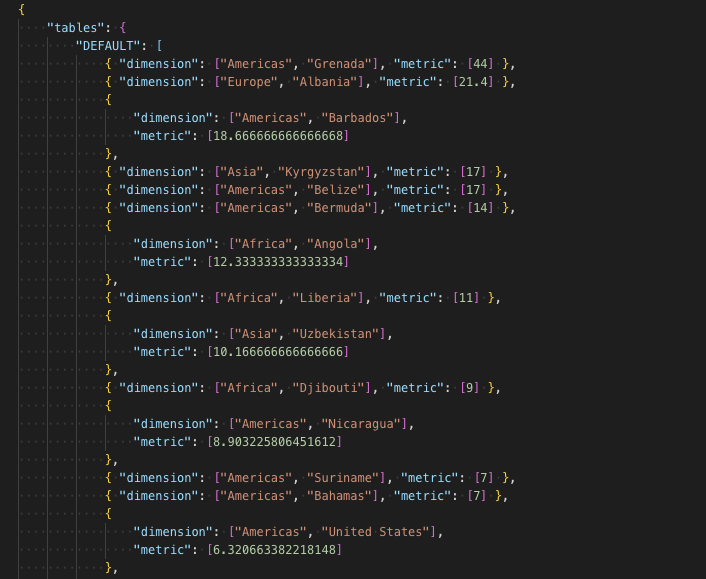 {
    "tables": {
        "DEFAULT": [
            { "dimension": ["Americas", "Grenada"], "metric": [44] },
            { "dimension": ["Europe", "Albania"], "metric": [21.4] },
            {
                "dimension": ["Americas", "Barbados"],
                "metric": [18.666666666666668]
            },
            { "dimension": ["Asia", "Kyrgyzstan"], "metric": [17] },
            { "dimension": ["Americas", "Belize"], "metric": [17] },
            { "dimension": ["Americas", "Bermuda"], "metric": [14] },
            {
                "dimension": ["Africa", "Angola"],
                "metric": [12.333333333333334]
            },
            { "dimension": ["Africa", "Liberia"], "metric": [11] },
            {
                "dimension": ["Asia", "Uzbekistan"],
                "metric": [10.166666666666666]
            },
            { "dimension": ["Africa", "Djibouti"], "metric": [9] },
            {
                "dimension": ["Americas", "Nicaragua"],
                "metric": [8.903225806451612]
            },
            { "dimension": ["Americas", "Suriname"], "metric": [7] },
            { "dimension": ["Americas", "Bahamas"], "metric": [7] },
            {
                "dimension": ["Americas", "United States"],
                "metric": [6.320663382218148]
            },